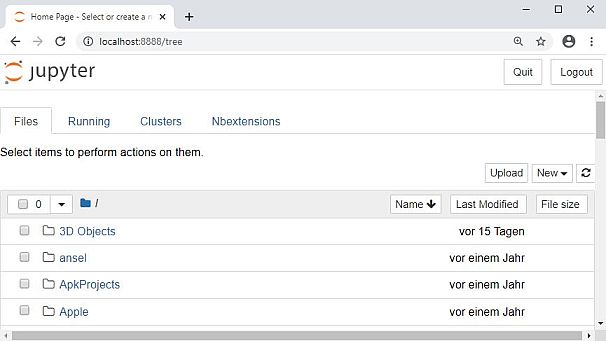 Home Page - Select or create a n
localhost:8888/tree
jupyter
Quit Logout
Files Running Clusters Nbextensions
Select items to perform actions on them.
Upload New
0 / Name Last Modified File size
3D Objects vor 15 Tagen
ansel vor einem Jahr
ApkProjects vor einem Jahr
Apple vor einem Jahr